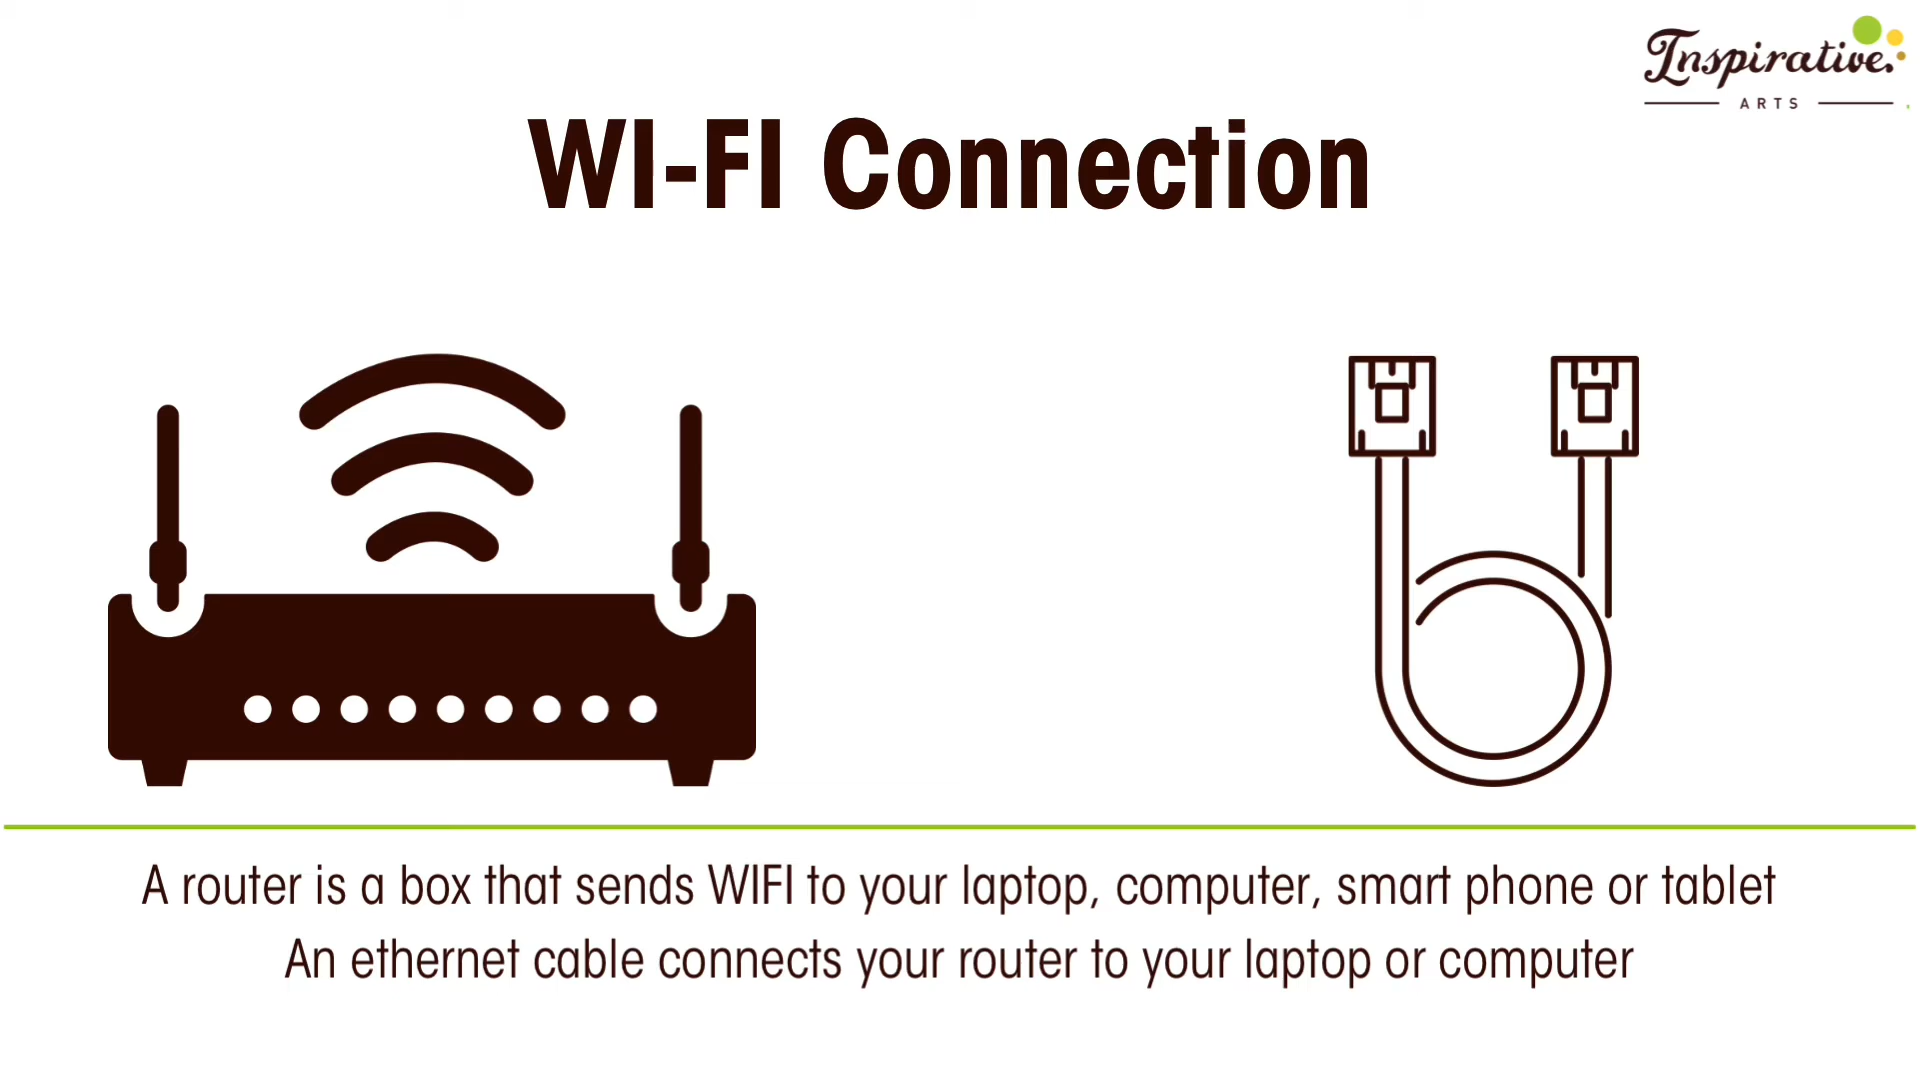 Inspirative.
ARTS
WI-FI Connection
A router is a box that sends WIFI to your laptop, computer, smart phone or tablet
An ethernet cable connects your router to your laptop or computer